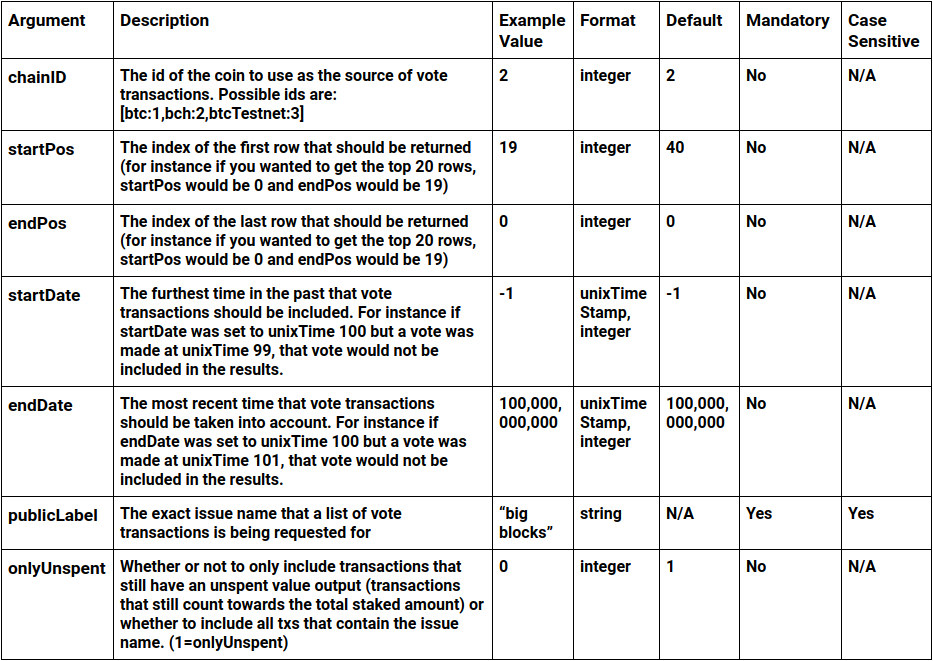 Argument Description Example Value Format Default Mandatory Case Sensitive
chainID The id of the coin to use as the source of vote transactions. Possible ids are: [btc:1,bch:2,btcTestnet:3] 2 integer 2 No N/A
startPos The index of the first row that should be returned (for instance if you wanted to get the top 20 rows, startPos would be 0 and endPos would be 19) 19 integer 40 No N/A
endPos The index of the last row that should be returned (for instance if you wanted to get the top 20 rows, startPos would be 0 and endPos would be 19) 0 integer 0 No N/A
startDate The furthest time in the past that vote transactions should be included. For instance if startDate was set to unixTime 100 but a vote was made at unixTime 99, that vote would not be included in the results. -1 unixTime Stamp, integer -1 No N/A
endDate The most recent time that vote transactions should be taken into account. For instance if endDate was set to unixTime 100 but a vote was made at unixTime 101, that vote would not be included in the results. 100,000,000,000 unixTime Stamp, integer 100,000,000,000 No N/A
publicLabel The exact issue name that a list of vote transactions is being requested for “big blocks” string N/A Yes Yes
onlyUnspent Whether or not to only include transactions that still have an unspent value output (transactions that still count towards the total staked amount) or whether to include all txs that contain the issue name. (1=onlyUnspent) 0 integer 1 No N/A